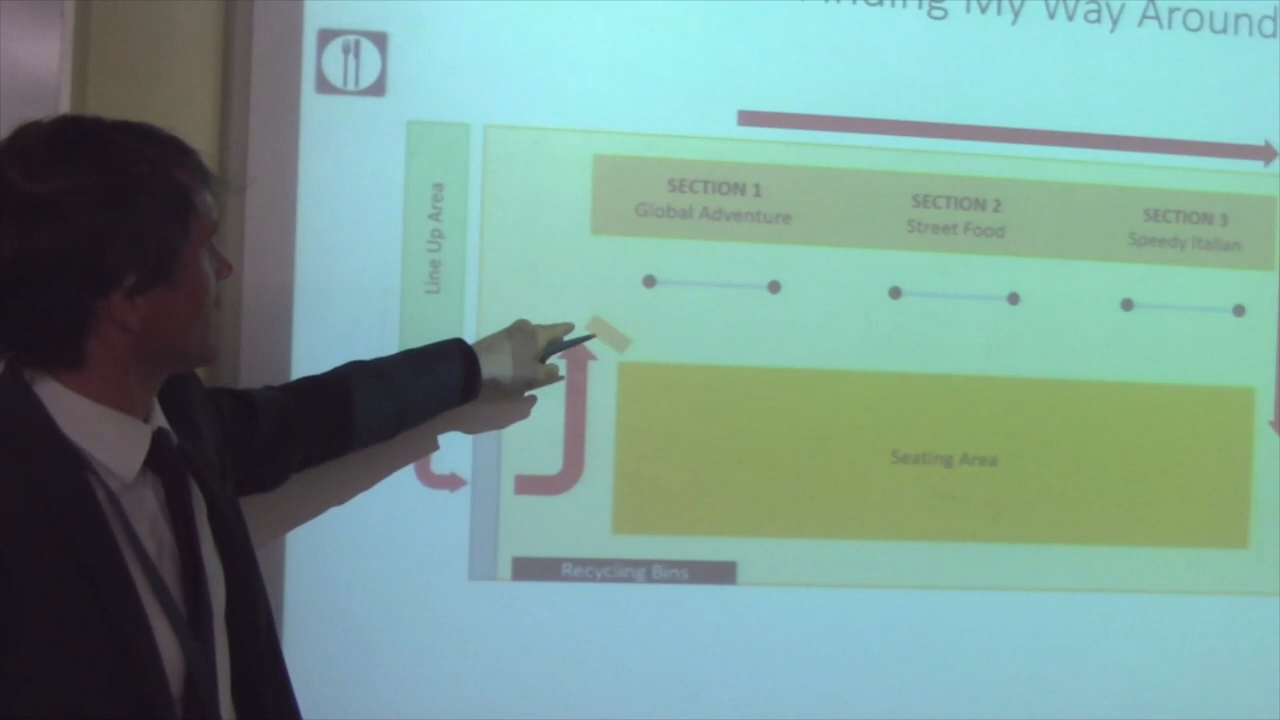 Finding My Way Around
Line Up Area
SECTION 1
Global Adventure
SECTION 2
Street Food
SECTION 3
Speedy Italian
Seating Area
Recycling Bins